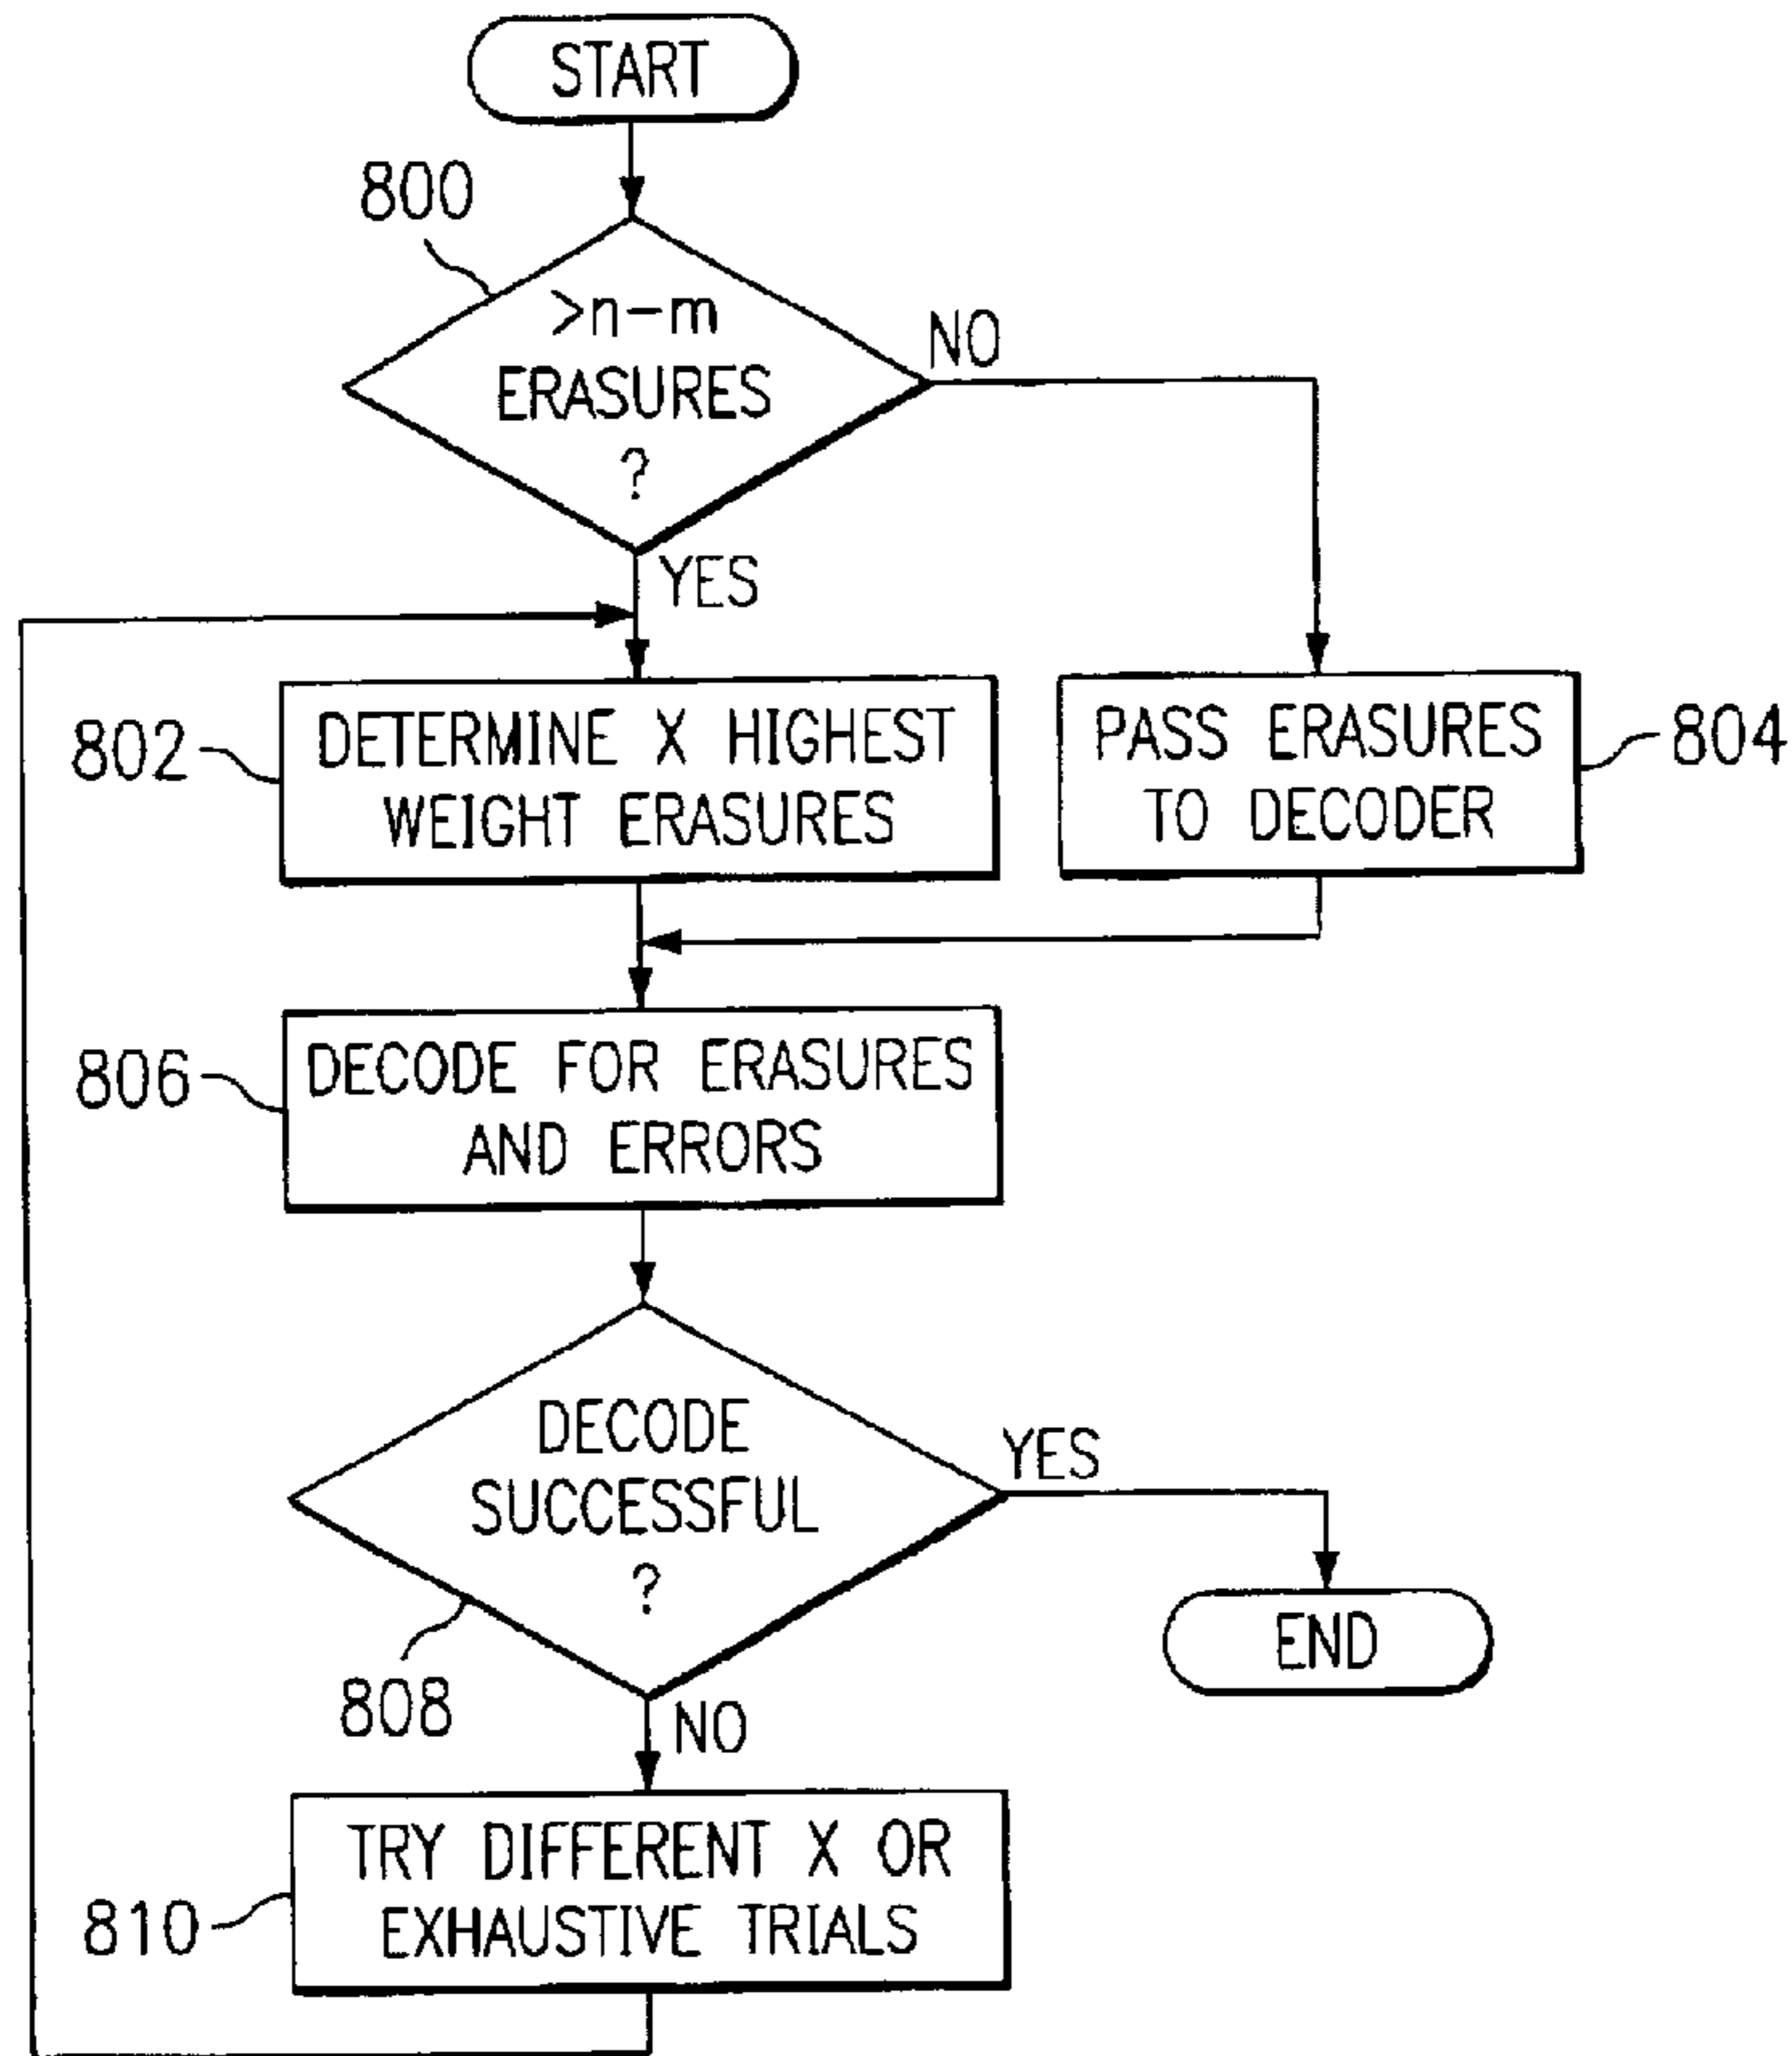 START
800
>n-m
ERASURES
?
NO
YES
802
DETERMINE X HIGHEST
WEIGHT ERASURES
PASS ERASURES
TO DECODER
804
806
DECODE FOR ERASURES
AND ERRORS
DECODE
SUCCESSFUL
?
YES
808
NO
END
810
TRY DIFFERENT X OR
EXHAUSTIVE TRIALS